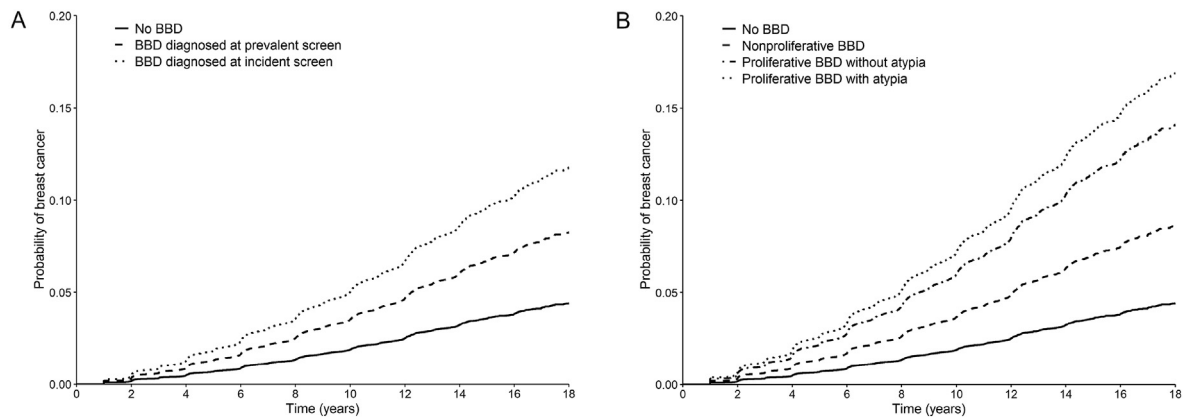 A
0.20
0.15
0.10
0.05
0.00
Probability of breast cancer
No BBD
BBD diagnosed at prevalent screen
BBD diagnosed at incident screen
0 2 4 6 8 10 12 14 16 18
Time (years)
B
0.20
0.15
0.10
0.05
0.00
Probability of breast cancer
No BBD
Nonproliferative BBD
Proliferative BBD without atypia
Proliferative BBD with atypia
0 2 4 6 8 10 12 14 16 18
Time (years)